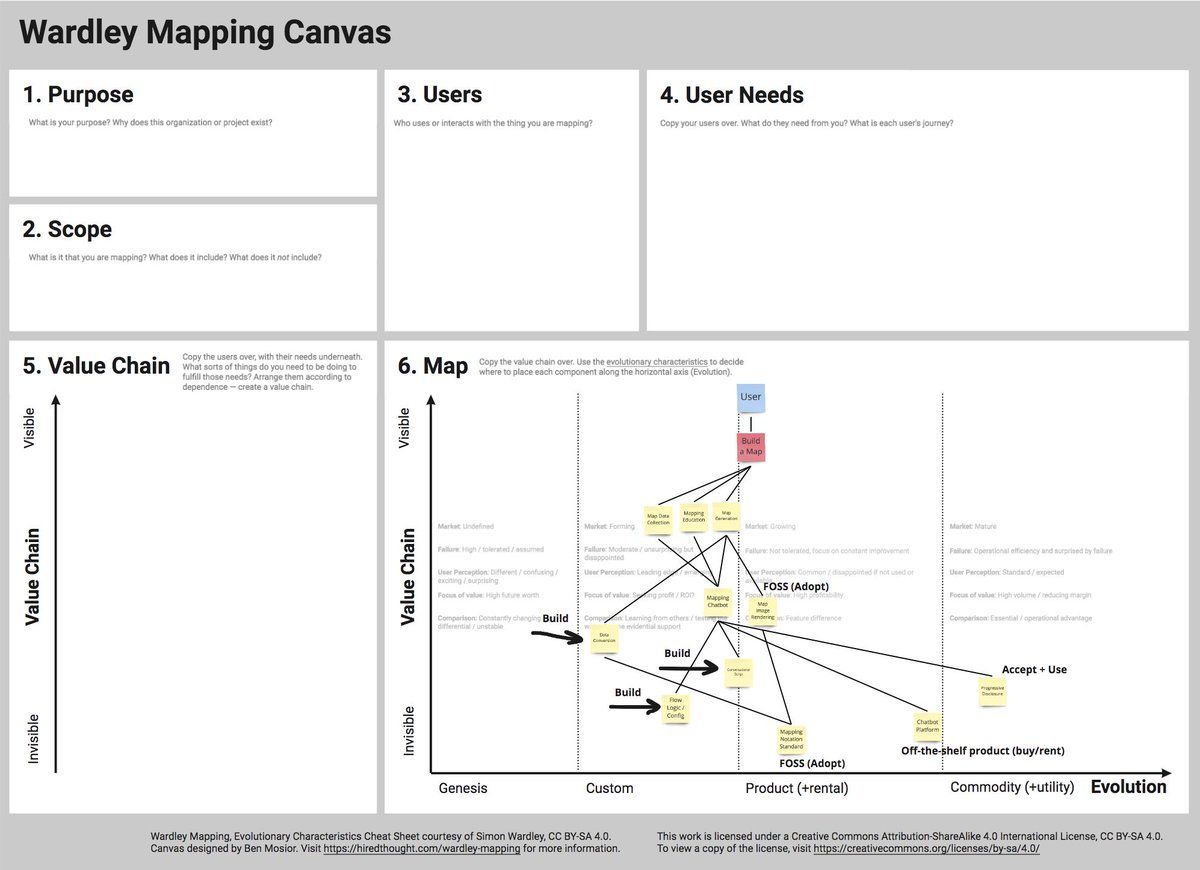 Wardley Mapping Canvas
1. Purpose
What is your purpose? Why does this organization or project exist?
2. Scope
What is it that you are mapping? What does it include? What does it not include?
3. Users
Who uses or interacts with the thing you are mapping?
4. User Needs
Copy your users over. What do they need from you? What is each user's journey?
5. Value Chain
Copy the users over, with their needs underneath.
What sorts of things do you need to be doing to
fulfill those needs? Arrange them according to
dependence — create a value chain.
Visible
Value Chain
Invisible
6. Map
Copy the value chain over. Use the evolutionary characteristics to decide
where to place each component along the horizontal axis (Evolution).
Visible
Value Chain
Invisible
User
Build
a Map
Map Data
Collection
Mapping
Education
Map
Generation
Market: Undefined
Failure: High / tolerated / assumed
User Perception: Different / confusing /
exciting / surprising
Focus of value: High future worth
Comparison: Constantly changing
differential / unstable
Market: Forming
Failure: Moderate / unsurprising but
disappointed
User Perception: Leading edge /
Focus of value: Seeking profit / ROI?
Comparison: Learning from others / testing
evidential support
Market: Growing
Failure: Not tolerated, focus on constant improvement
User Perception: Common / disappointed if not used or
Focus of value: High profitability
Feature difference
Market: Mature
Failure: Operational efficiency and surprised by failure
User Perception: Standard / expected
Focus of value: High volume / reducing margin
Comparison: Essential / operational advantage
FOSS (Adopt)
Mapping
Chatbot
Map
Image
Rendering
Build
Data
Conversion
Build
Conversational
Script
Accept + Use
Progressive
Disclosure
Build
Flow
Logic /
Config
Mapping
Notation
Standard
FOSS (Adopt)
Chatbot
Platform
Off-the-shelf product (buy/rent)
Genesis
Custom
Product (+rental)
Commodity (+utility)
Evolution
Wardley Mapping, Evolutionary Characteristics Cheat Sheet courtesy of Simon Wardley, CC BY-SA 4.0.
Canvas designed by Ben Mosior. Visit https://hiredthought.com/wardley-mapping for more information.
This work is licensed under a Creative Commons Attribution-ShareAlike 4.0 International License, CC BY-SA 4.0.
To view a copy of the license, visit https://creativecommons.org/licenses/by-sa/4.0/